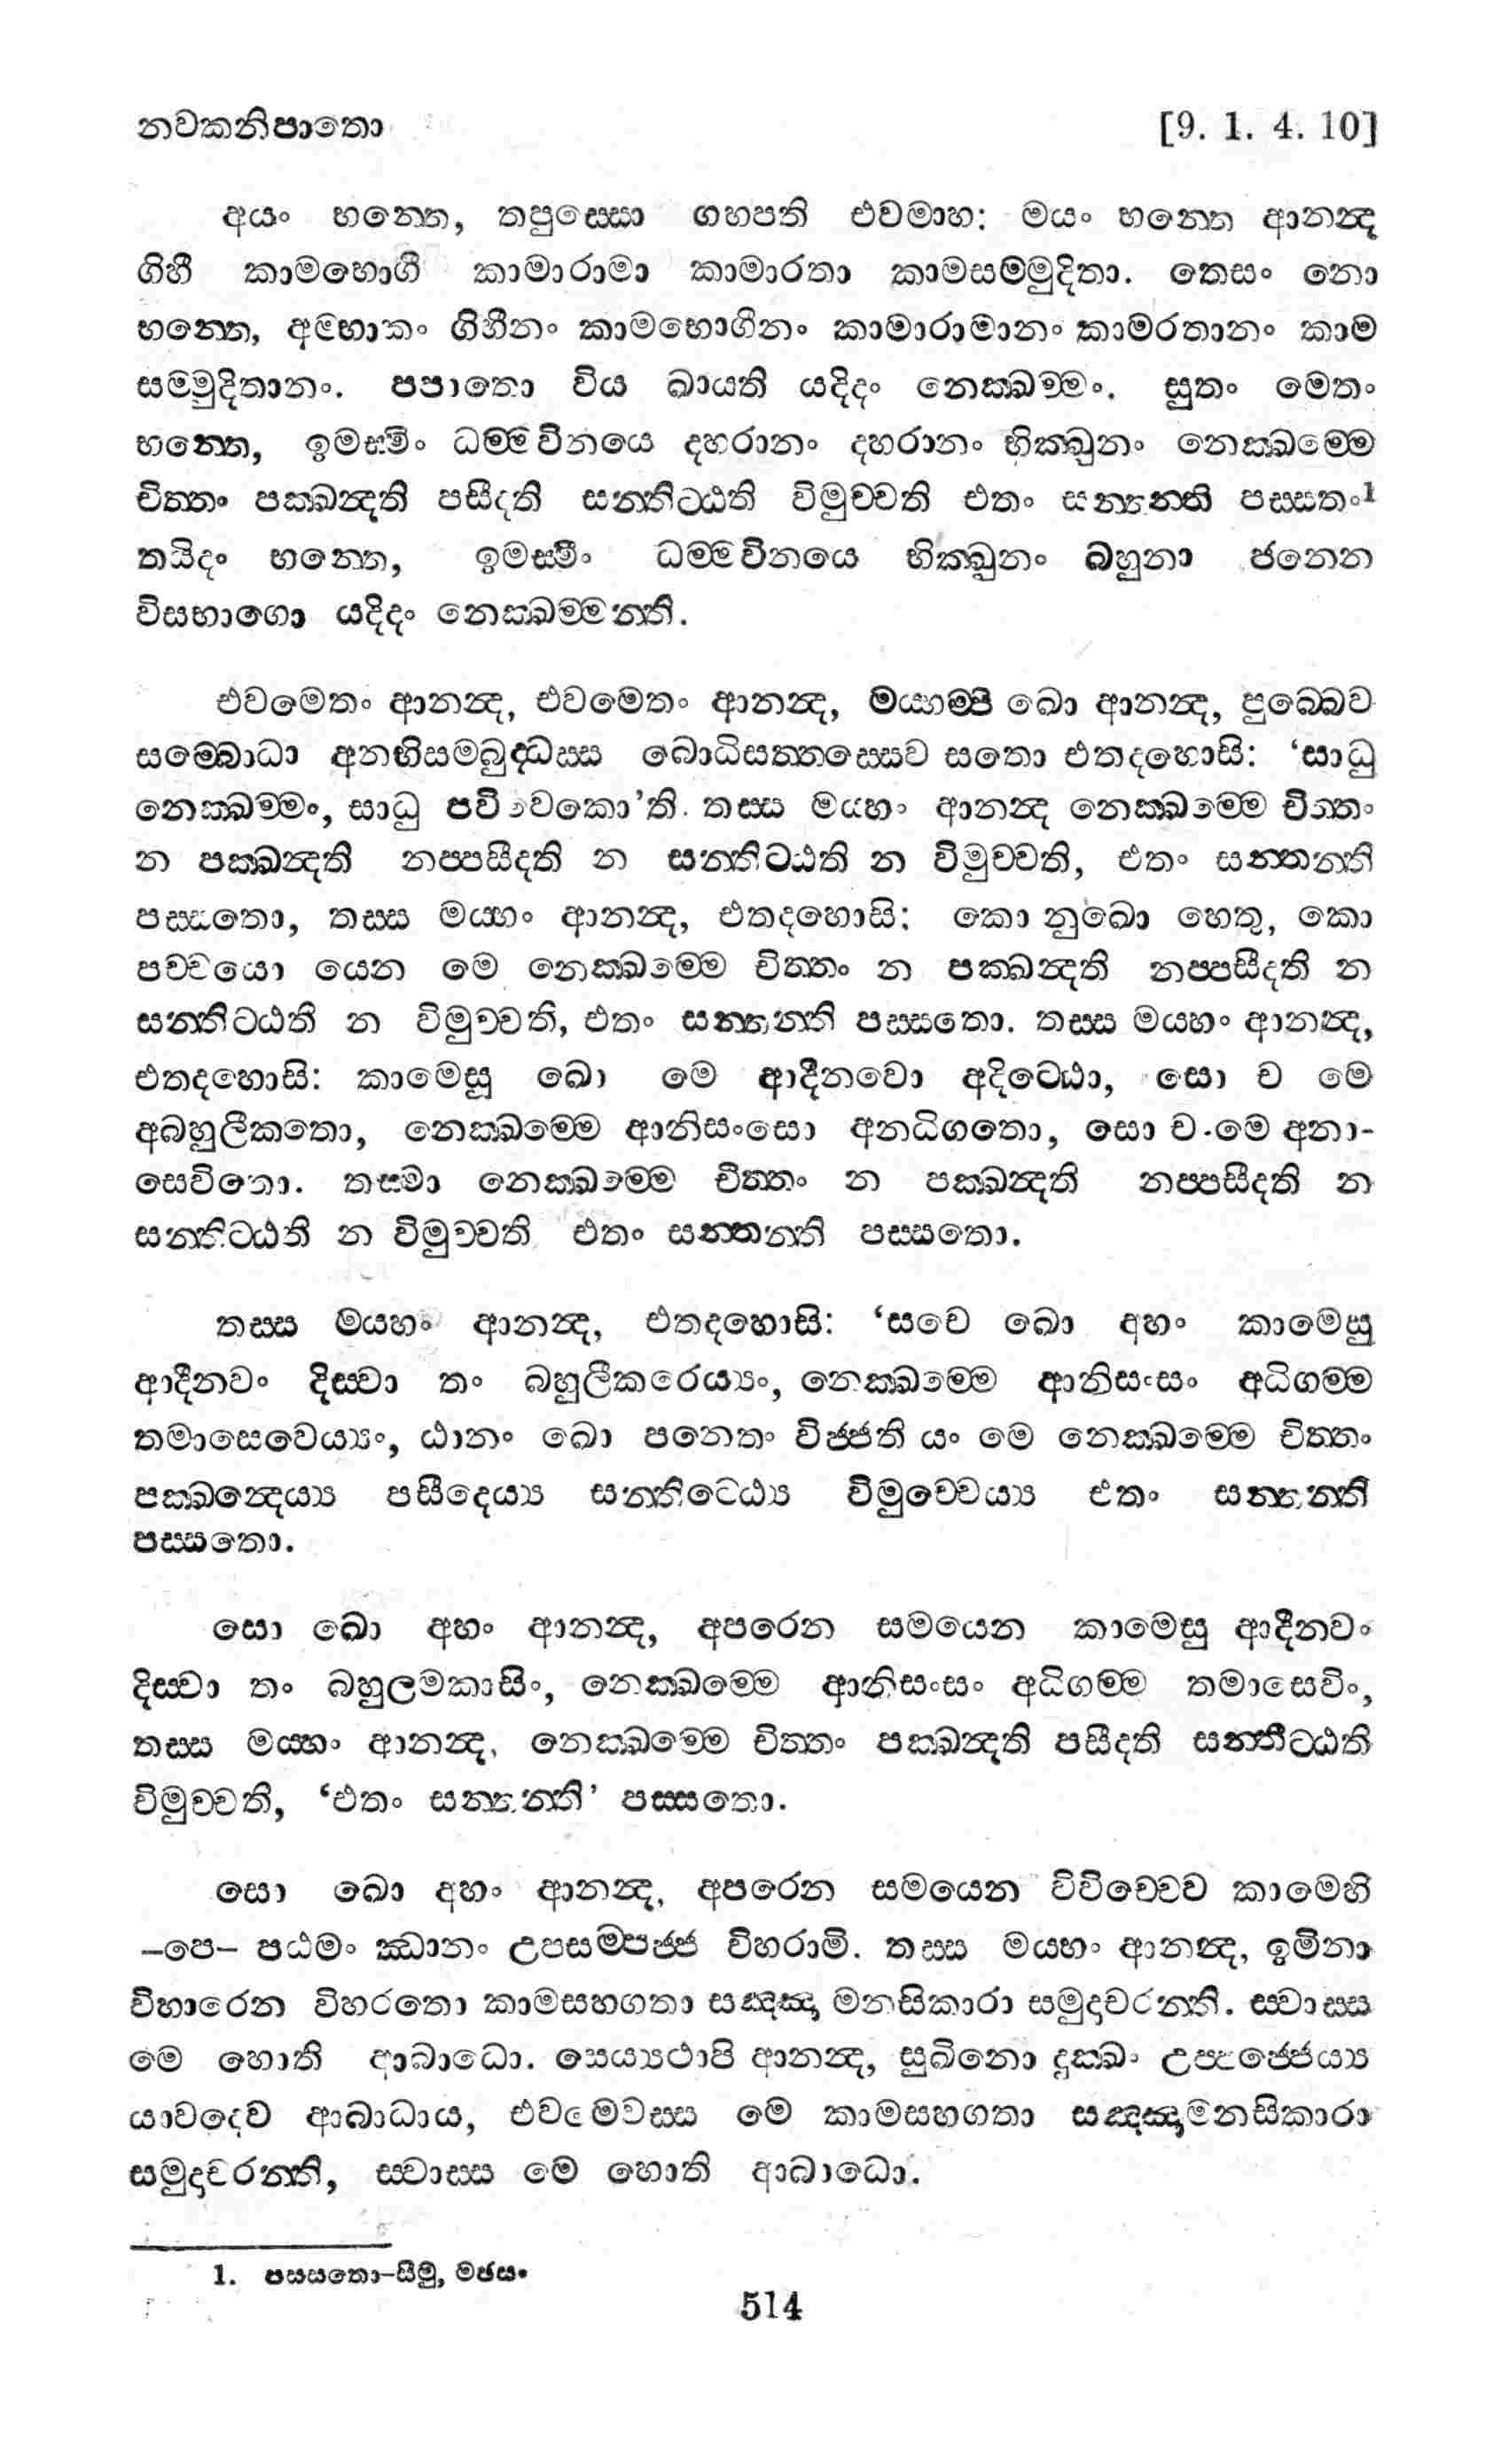 නවකනිපාතො [9. 1. 4. 10]
අයං භන්තෙ, තපුස්සො ගහපති එවමාහ: මයං භන්තෙ ආනන්ද
ගිහී කාමභොගී කාමාරාමා කාමාරතා කාමසම්මුදිතා. තෙසං නො
භන්තෙ, අම්හාකං ගිහීනං කාමභොගීනං කාමාරාමානං කාමරතානං කාම
සම්මුදිතානං. පපාතො විය ඛායති යදිදං නෙක්ඛම්මං. සුතං මෙතං
භන්තෙ, ඉමස්මිං ධම්මවිනයෙ දහරානං දහරානං භික්ඛූනං නෙක්ඛම්මෙ
චිත්තං පක්ඛන්දති පසීදති සන්තිට්ඨති විමුච්චති එතං සන්තන්ති පස්සතං1
තයිදං භන්තෙ, ඉමස්මිං ධම්මවිනයෙ භික්ඛූනං බහුනා ජනෙන
විසභාගො යදිදං නෙක්ඛම්මන්ති.
එවමෙතං ආනන්ද, එවමෙතං ආනන්ද, මය්හම්පි ඛො ආනන්ද, පුබ්බෙව
සම්බොධා අනභිසම්බුද්ධස්ස බොධිසත්තස්සෙව සතො එතදහොසි: ‘සාධු
නෙක්ඛම්මං, සාධු පවිවෙකො’ති. තස්ස මයහං ආනන්ද නෙක්ඛම්මෙ චිත්තං
න පක්ඛන්දති නප්පසීදති න සන්තිට්ඨති න විමුච්චති, එතං සන්තන්ති
පස්සතො, තස්ස මය්හං ආනන්ද, එතදහොසි: කො නුඛො හෙතු, කො
පච්චයො යෙන මෙ නෙක්ඛම්මෙ චිත්තං න පක්ඛන්දති නප්පසීදති න
සන්තිට්ඨති න විමුච්චති, එතං සන්තන්ති පස්සතො. තස්ස මයහං ආනන්ද,
එතදහොසි: කාමෙසු ඛො මෙ ආදීනවො අදිට්ඨො, සො ච මෙ
අබහුලීකතො, නෙක්ඛම්මෙ ආනිසංසො අනධිගතො, සො ච මෙ අනා-
සෙවිතො. තස්මා නෙක්ඛම්මෙ චිත්තං න පක්ඛන්දති නප්පසීදති න
සන්තිට්ඨති න විමුච්චති එතං සන්තන්ති පස්සතො.
තස්ස මයහං ආනන්ද, එතදහොසි: ‘සචෙ ඛො අහං කාමෙසු
ආදීනවං දිස්වා තං බහුලීකරෙය්‍යං, නෙක්ඛම්මෙ ආනිසංසං අධිගම්ම
තමාසෙවෙය්‍යං, ඨානං ඛො පනෙතං විජ්ජති යං මෙ නෙක්ඛම්මෙ චිත්තං
පක්ඛන්දෙය්‍ය පසීදෙය්‍ය සන්තිට්ඨෙය්‍ය විමුච්චෙය්‍ය එතං සන්තන්ති
පස්සතො.
සො ඛො අහං ආනන්ද, අපරෙන සමයෙන කාමෙසු ආදීනවං
දිස්වා තං බහුලමකාසිං, නෙක්ඛම්මෙ ආනිසංසං අධිගම්ම තමාසෙවිං,
තස්ස මය්හං ආනන්ද, නෙක්ඛම්මෙ චිත්තං පක්ඛන්දති පසීදති සන්තිට්ඨති
විමුච්චති, ‘එතං සන්තන්ති’ පස්සතො.
සො ඛො අහං ආනන්ද, අපරෙන සමයෙන විවිච්චෙව කාමෙහි
–පෙ– පඨමං ඣානං උපසම්පජ්ජ විහරාමි. තස්ස මයහං ආනන්ද, ඉමිනා
විහාරෙන විහරතො කාමසහගතා සඤ්ඤා මනසිකාරා සමුදාචරන්ති. ස්වාස්ස
මෙ හොති ආබාධො. සෙය්‍යථාපි ආනන්ද, සුඛිනො දුක්ඛං උප්පජ්ජෙය්‍ය
යාවදෙව ආබාධාය, එවමෙවස්ස මෙ කාමසහගතා සඤ්ඤාමනසිකාරා
සමුදාචරන්ති, ස්වාස්ස මෙ හොති ආබාධො.
1. පස්සතො–සීමු, මජසං
514